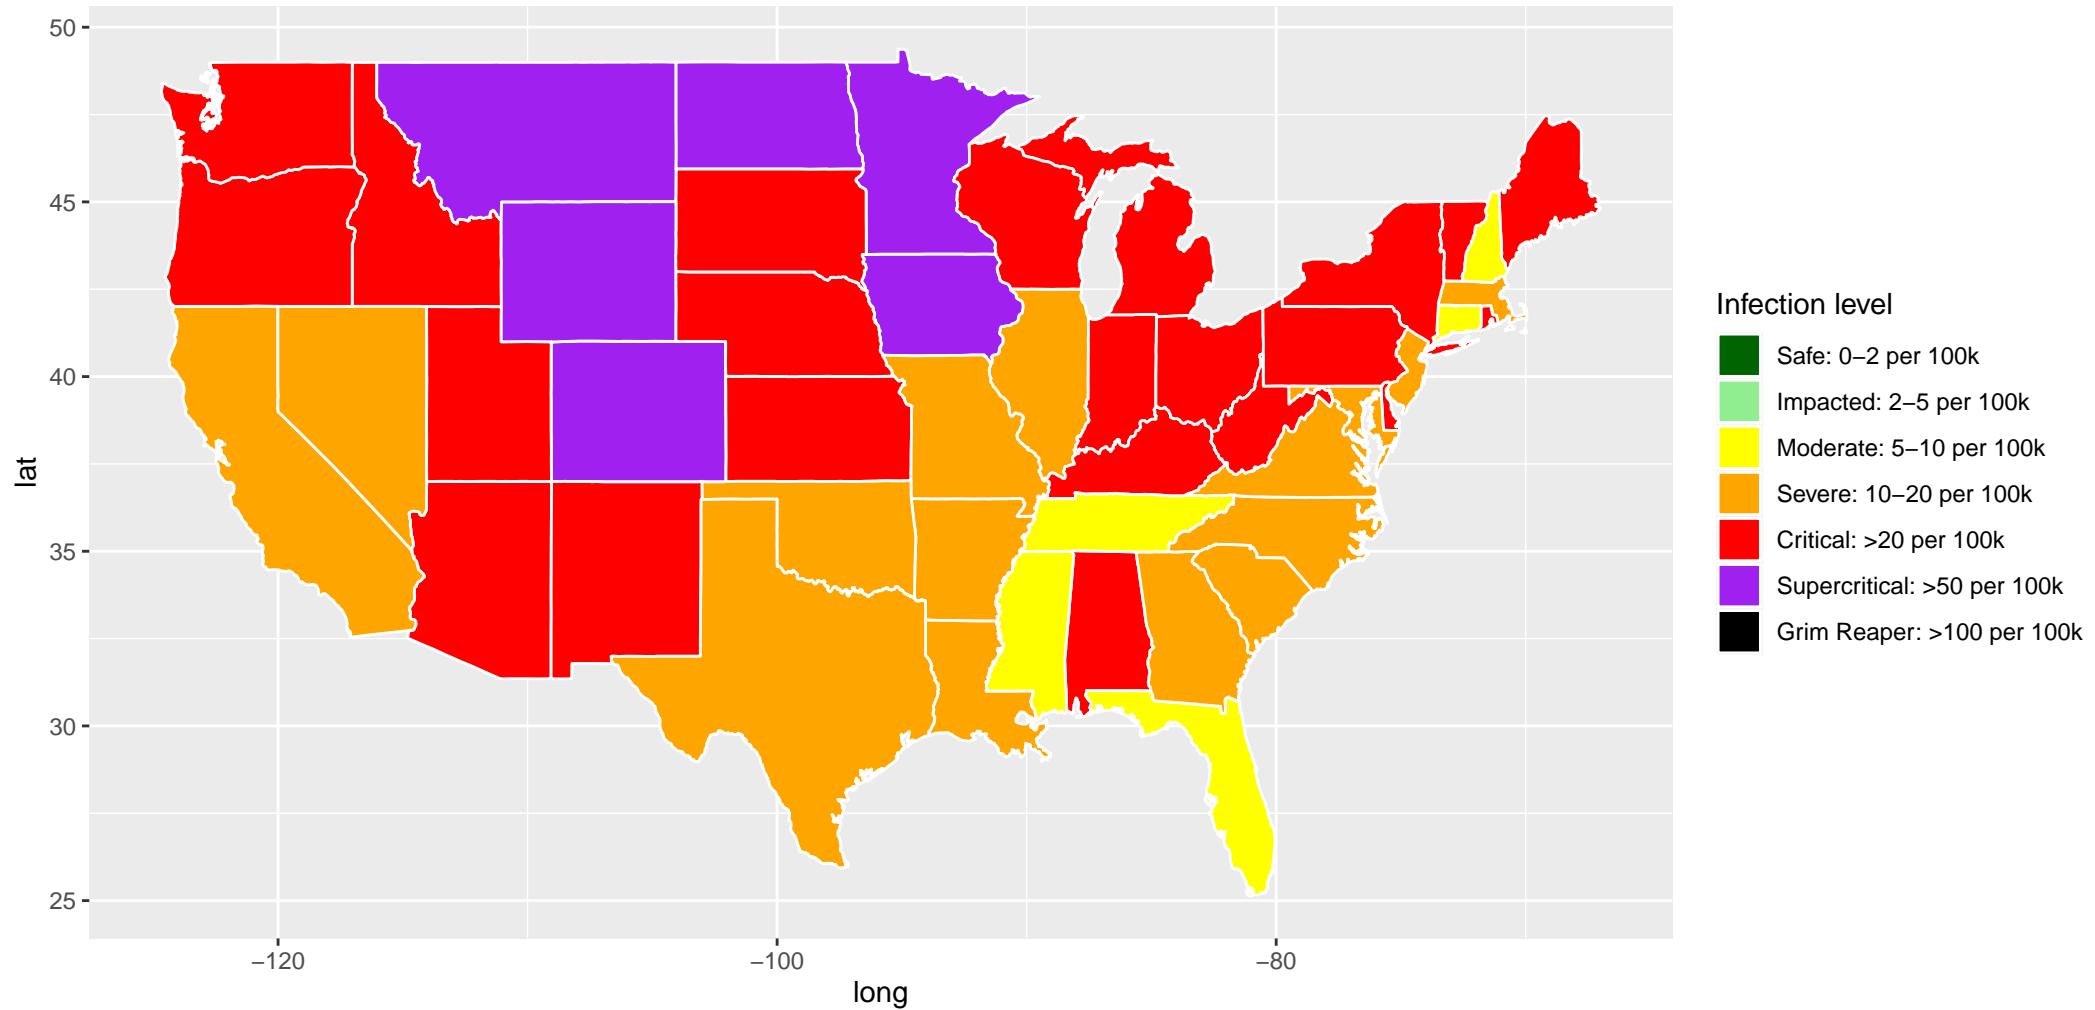 50
45
40
35
30
25
lat
−120
−100
−80
long
Infection level
Safe: 0−2 per 100k
Impacted: 2−5 per 100k
Moderate: 5−10 per 100k
Severe: 10−20 per 100k
Critical: >20 per 100k
Supercritical: >50 per 100k
Grim Reaper: >100 per 100k